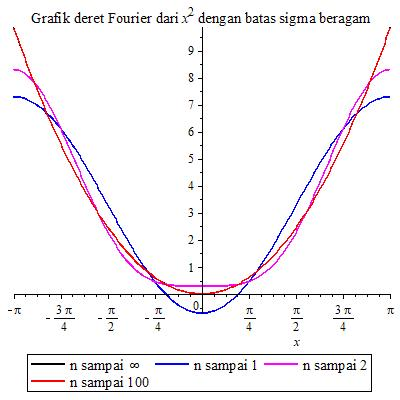 Grafik deret Fourier dari x² dengan batas sigma beragam
9
8
7
6
5
4
3
2
1
0
-π -3π/4 -π/2 -π/4 π/4 π/2 3π/4 π
x
n sampai ∞ n sampai 1 n sampai 2
n sampai 100